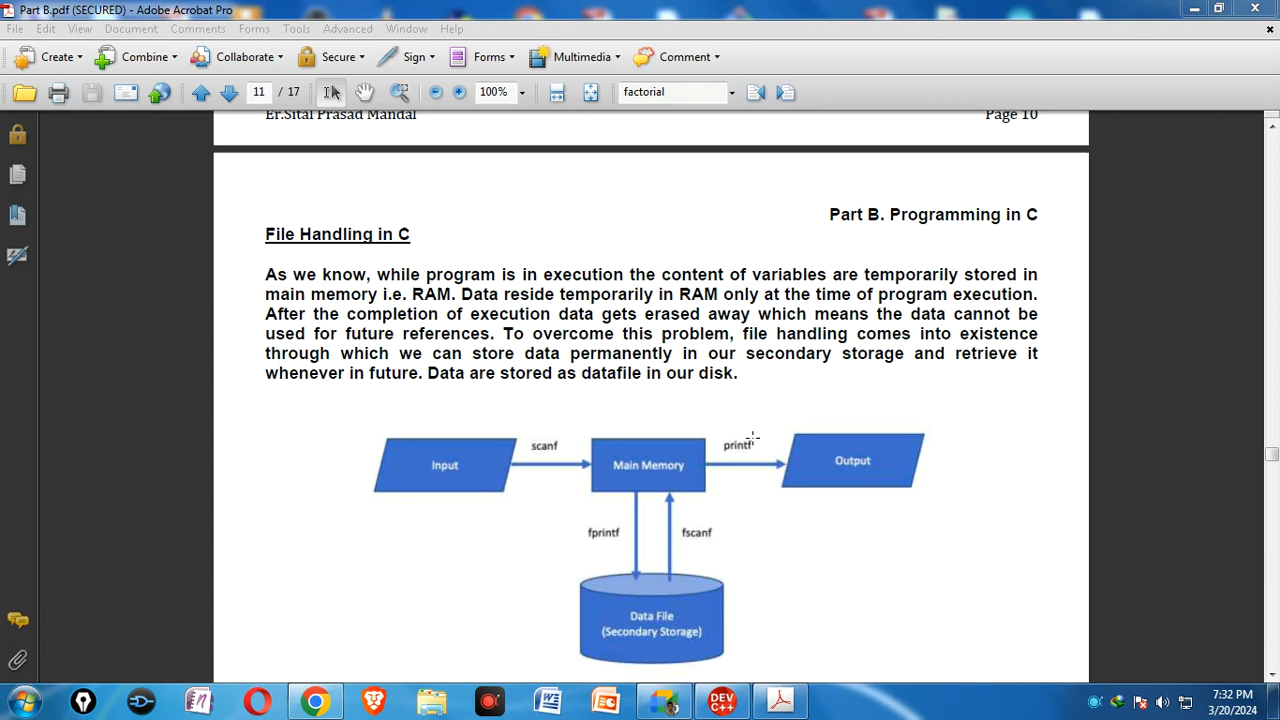 Part B.pdf (SECURED) - Adobe Acrobat Pro
File Edit View Document Comments Forms Tools Advanced Window Help
Create Combine Collaborate Secure Sign Forms Multimedia Comment
11 / 17 100% factorial
Er.Sital Prasad Mandal Page 10
Part B. Programming in C
File Handling in C
As we know, while program is in execution the content of variables are temporarily stored in
main memory i.e. RAM. Data reside temporarily in RAM only at the time of program execution.
After the completion of execution data gets erased away which means the data cannot be
used for future references. To overcome this problem, file handling comes into existence
through which we can store data permanently in our secondary storage and retrieve it
whenever in future. Data are stored as datafile in our disk.
scanf printf
Input Main Memory Output
fprintf fscanf
Data File
(Secondary Storage)
DEV
C++
7:32 PM
3/20/2024